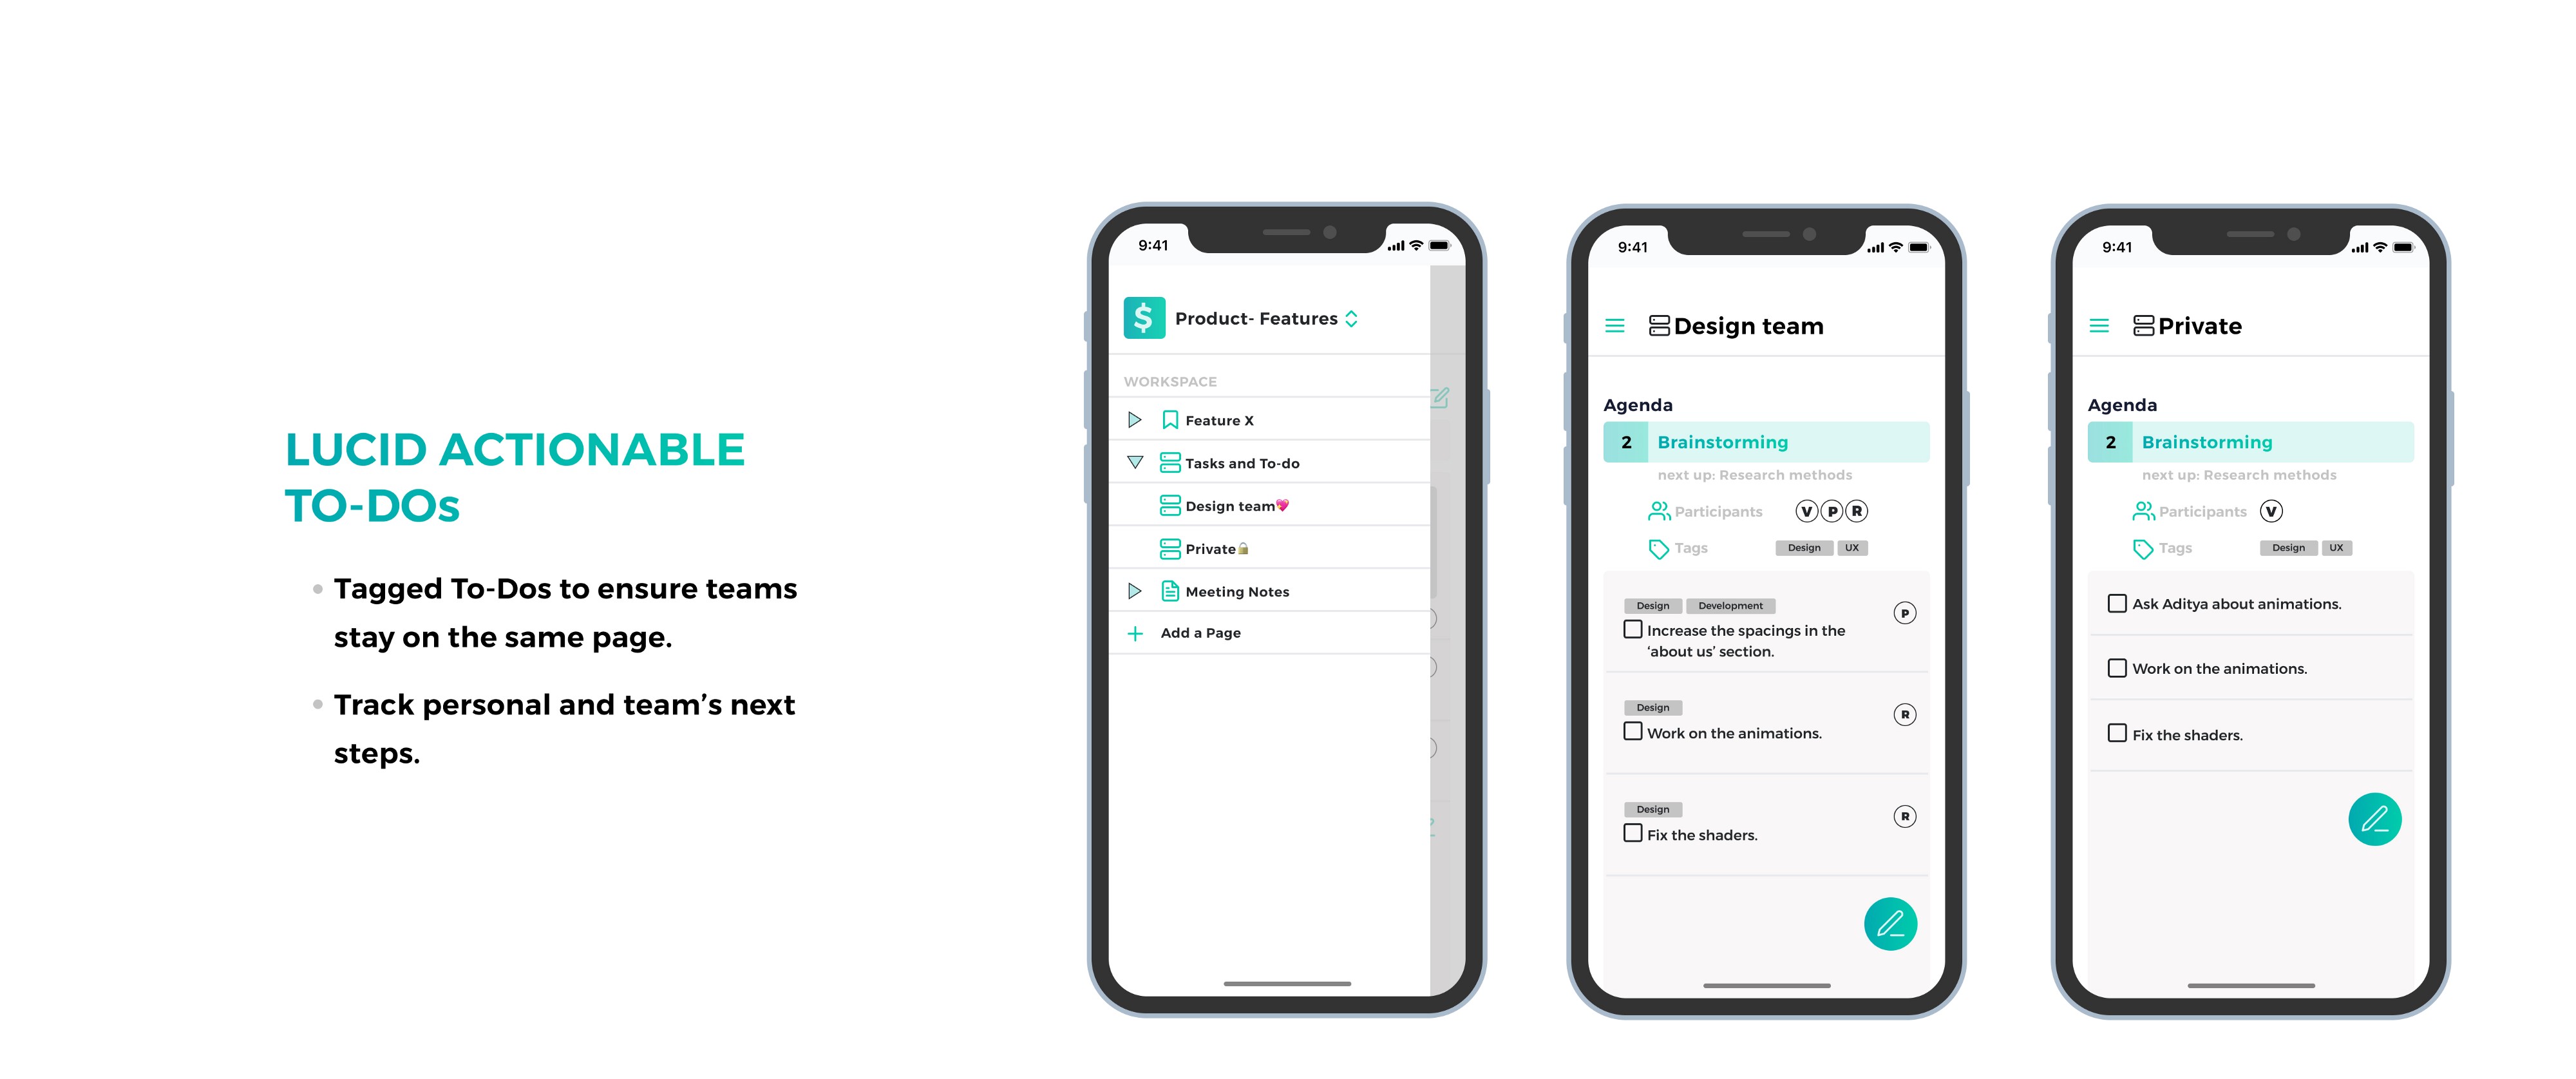 LUCID ACTIONABLE
TO-DOs
Tagged To-Dos to ensure teams
stay on the same page.
Track personal and team’s next
steps.
9:41
$
Product- Features
WORKSPACE
Feature X
Tasks and To-do
Design team💖
Private🔒
Meeting Notes
Add a Page
9:41
Design team
Agenda
2 Brainstorming
next up: Research methods
Participants V P R
Tags Design UX
Design Development P
Increase the spacings in the
‘about us’ section.
Design R
Work on the animations.
Design R
Fix the shaders.
9:41
Private
Agenda
2 Brainstorming
next up: Research methods
Participants V
Tags Design UX
Ask Aditya about animations.
Work on the animations.
Fix the shaders.